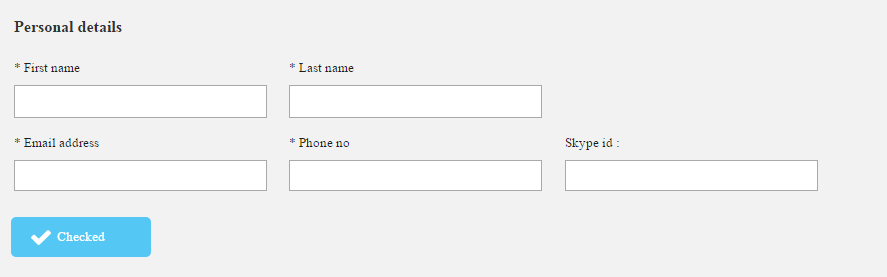 Personal details
* First name * Last name
* Email address * Phone no Skype id :
Checked